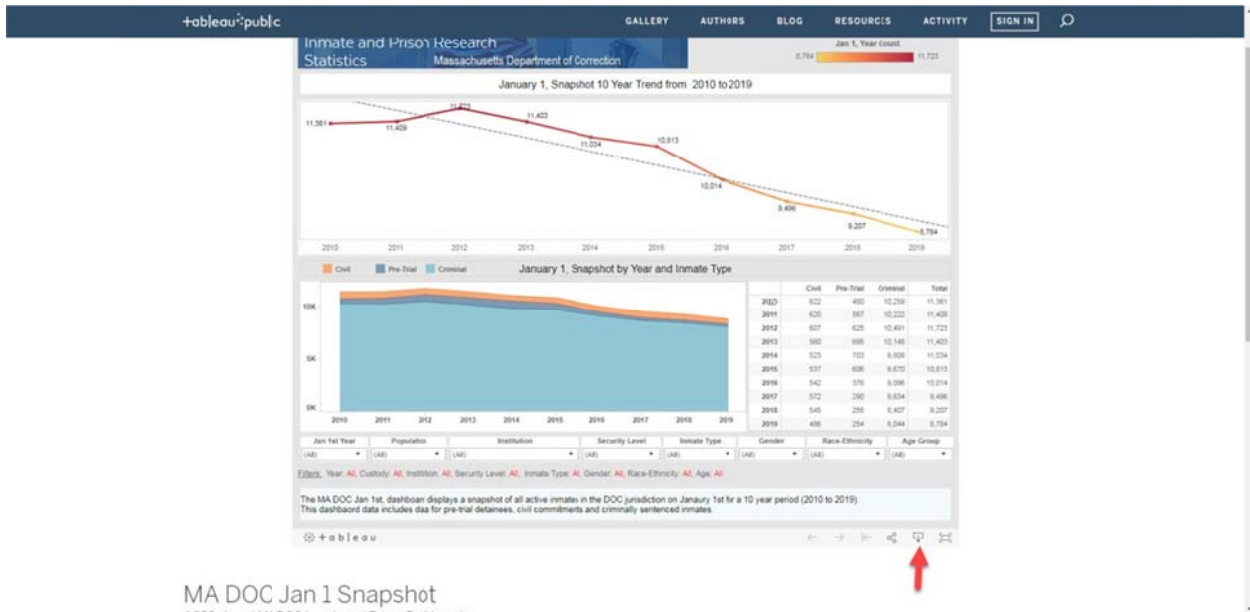 +ableau public
GALLERY AUTHORS BLOG RESOURCES ACTIVITY SIGN IN
Inmate and Prison Research
Statistics
Massachusetts Department of Correction
Jan 1, Year Count
8,784 11,723
January 1, Snapshot 10 Year Trend from 2010 to 2019
11,361
11,409
11,723
11,403
11,034
10,813
10,014
9,496
9,207
8,784
2010 2011 2012 2013 2014 2015 2016 2017 2018 2019
Civil Pre-Trial Criminal
January 1, Snapshot by Year and Inmate Type
10K
5K
0K
2010 2011 2012 2013 2014 2015 2016 2017 2018 2019
Civil Pre-Trial Criminal Total
2010 622 480 10,259 11,361
2011 620 567 10,222 11,409
2012 607 625 10,491 11,723
2013 560 695 10,148 11,403
2014 523 703 9,808 11,034
2015 537 606 9,670 10,813
2016 542 376 9,096 10,014
2017 572 290 8,634 9,496
2018 545 255 8,407 9,207
2019 486 254 8,044 8,784
Jan 1st Year Population Institution Security Level Inmate Type Gender Race-Ethnicity Age Group
(All) (All) (All) (All) (All) (All) (All) (All)
Filters: Year: All, Custody: All, Institution: All, Security Level: All, Inmate Type: Al, Gender: All, Race-Ethnicity: All, Age: All
The MA DOC Jan 1st, dashboard displays a snapshot of all active inmates in the DOC jurisdiction on Janaury 1st for a 10 year period (2010 to 2019).
This dashbaord data includes daa for pre-trial detainees, civil commitments and criminally sentenced inmates.
+ableau
MA DOC Jan 1 Snapshot